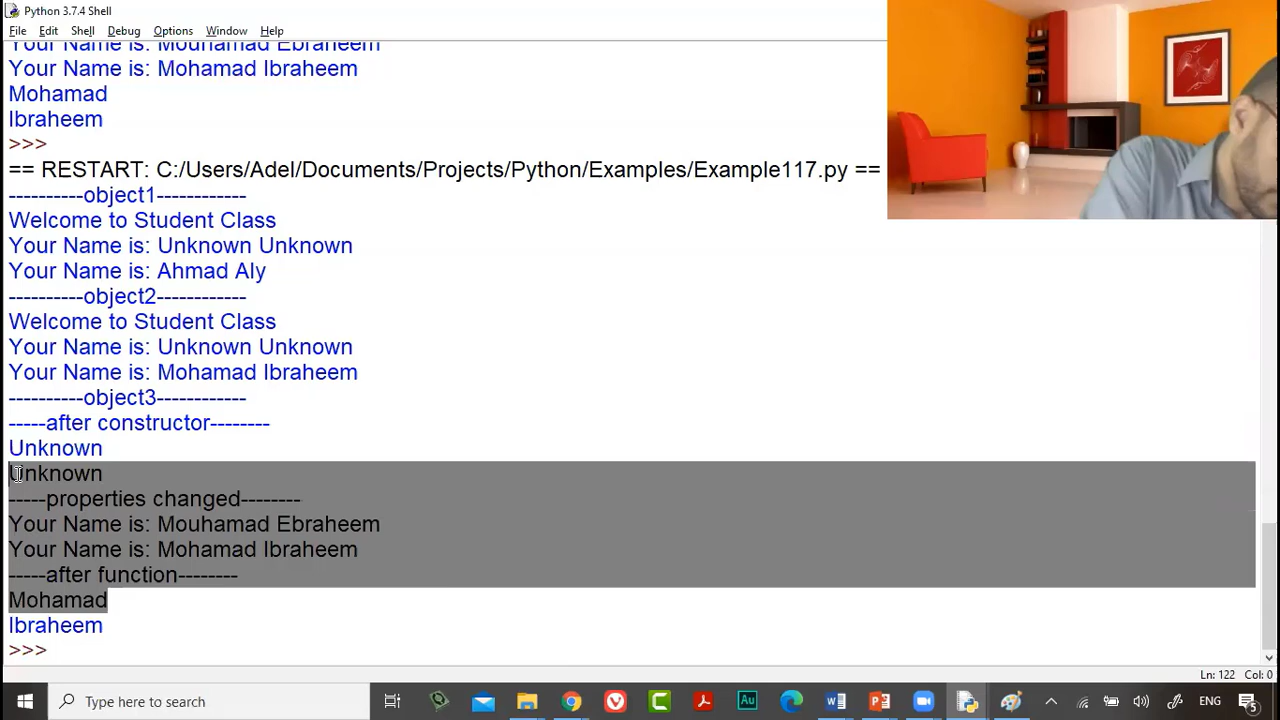 Python 3.7.4 Shell
File Edit Shell Debug Options Window Help
Your Name is: Mouhamad Ebraheem
Your Name is: Mohamad Ibraheem
Mohamad
Ibraheem
>>>
== RESTART: C:/Users/Adel/Documents/Projects/Python/Examples/Example117.py ==
----------object1------------
Welcome to Student Class
Your Name is: Unknown Unknown
Your Name is: Ahmad Aly
----------object2------------
Welcome to Student Class
Your Name is: Unknown Unknown
Your Name is: Mohamad Ibraheem
----------object3------------
-----after constructor--------
Unknown
Unknown
-----properties changed--------
Your Name is: Mouhamad Ebraheem
Your Name is: Mohamad Ibraheem
-----after function--------
Mohamad
Ibraheem
>>>
Ln: 122 Col: 0
Type here to search
ENG
5